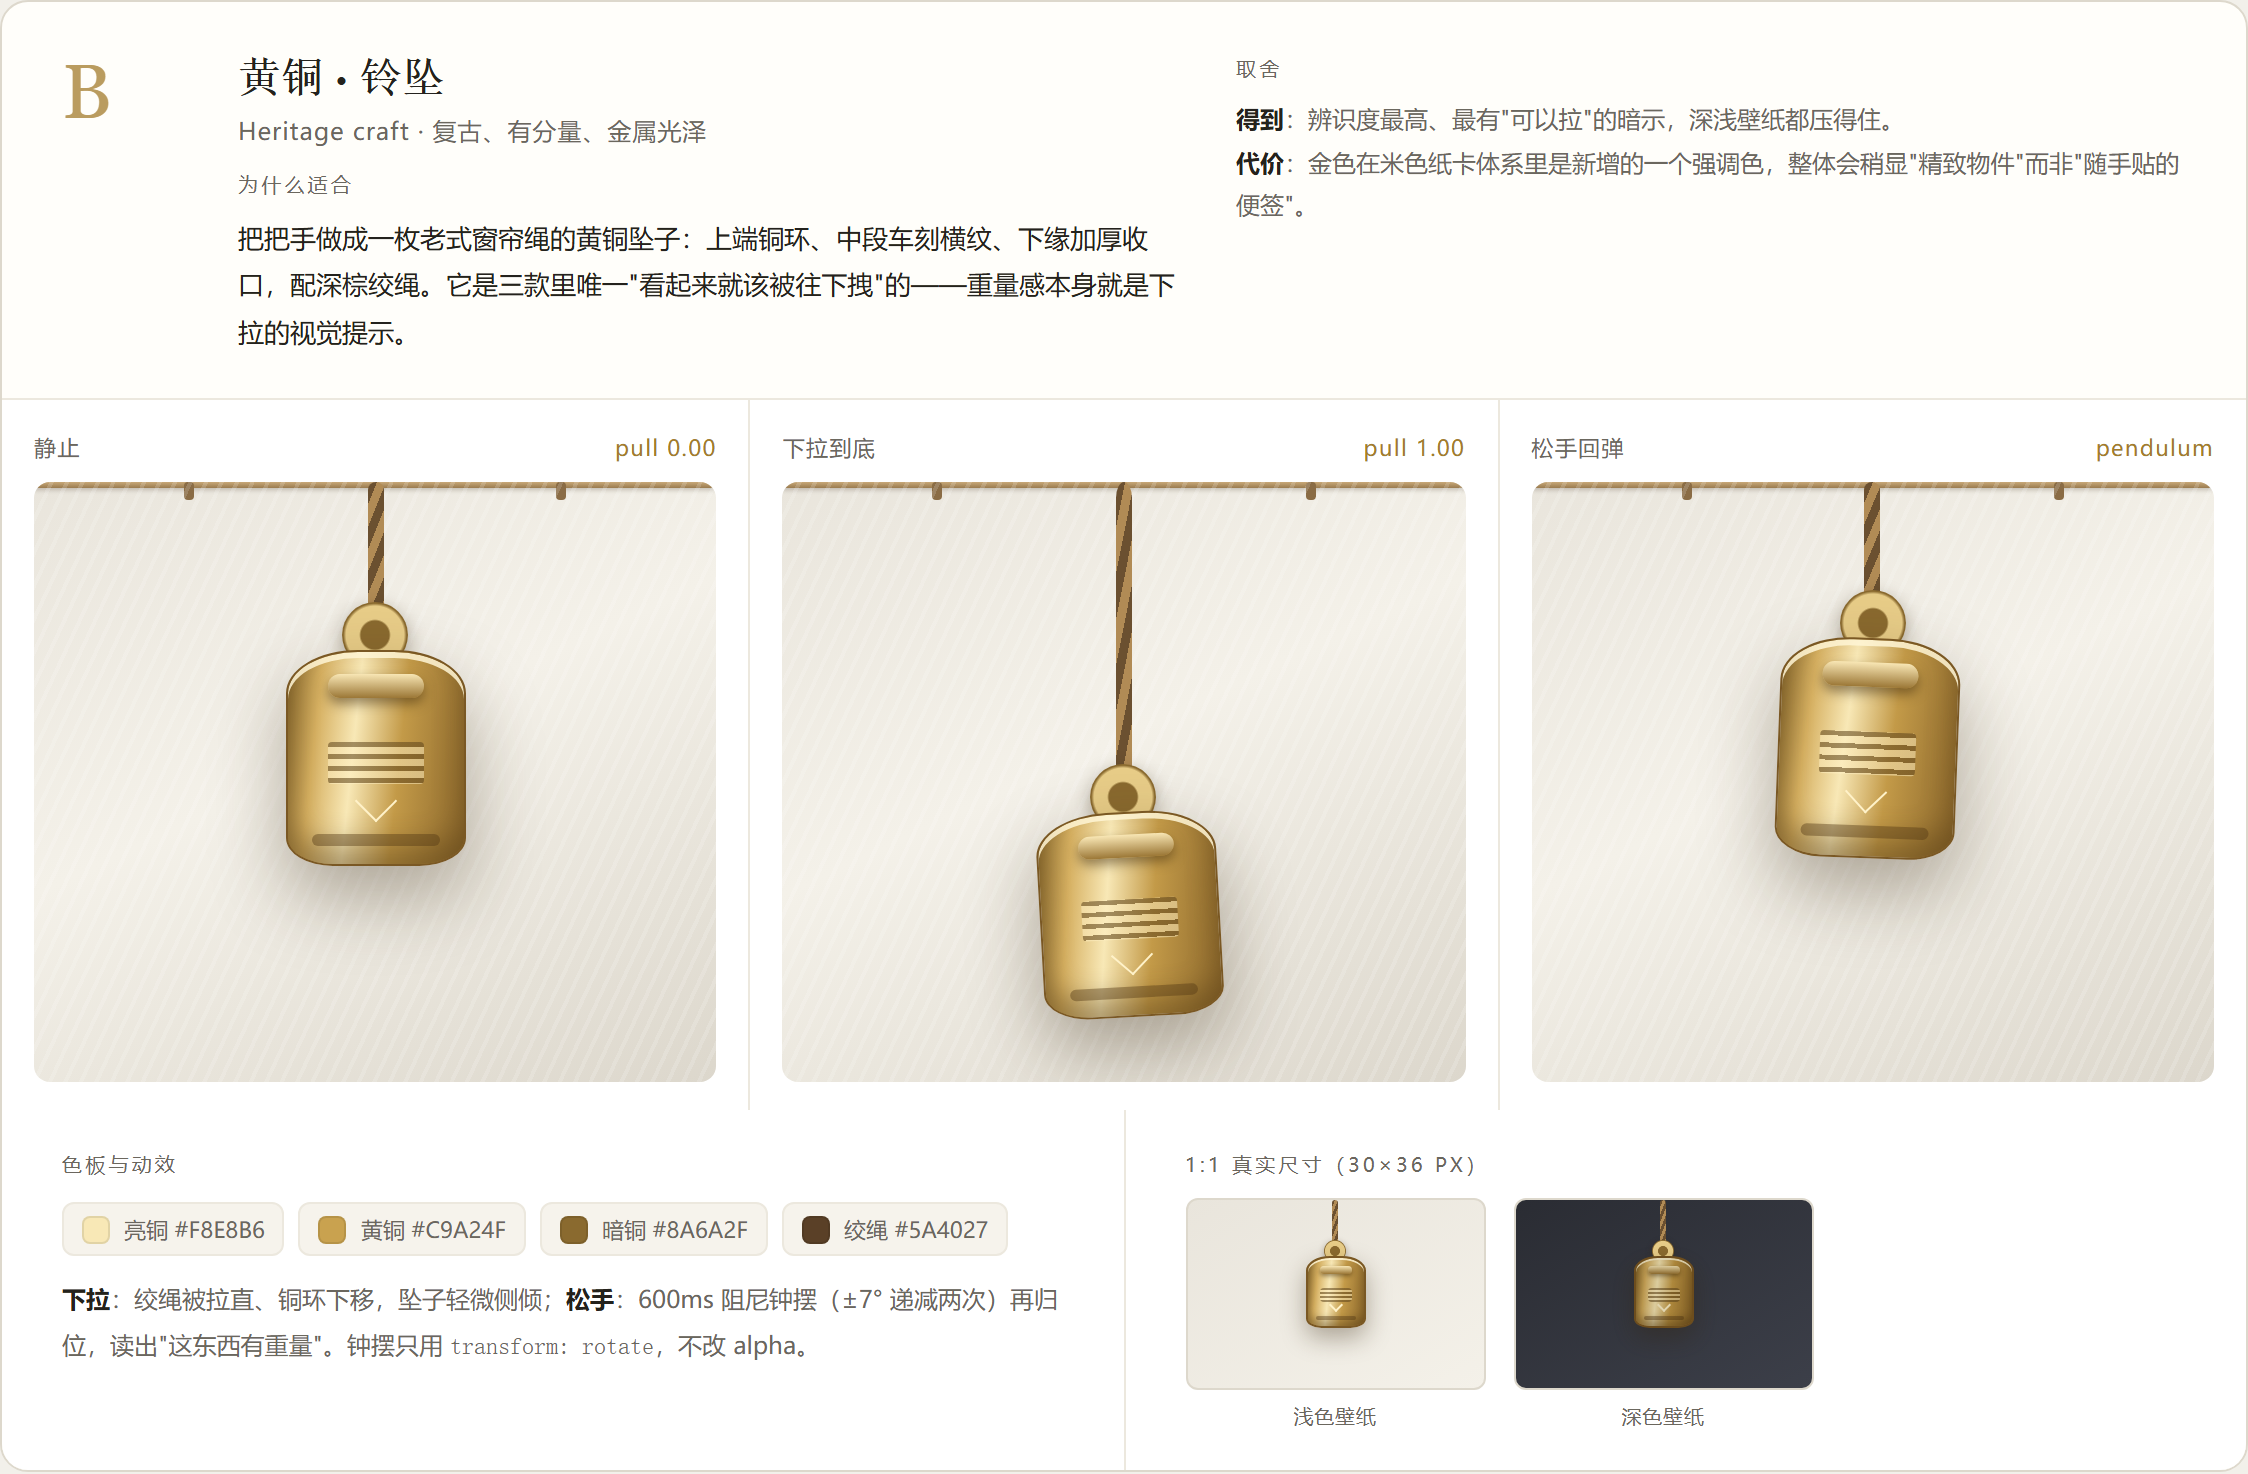 B
黄铜 · 铃坠
Heritage craft · 复古、有分量、金属光泽
为什么适合
把把手做成一枚老式窗帘绳的黄铜坠子：上端铜环、中段车刻横纹、下缘加厚收
口，配深棕绞绳。它是三款里唯一"看起来就该被往下拽"的——重量感本身就是下
拉的视觉提示。
取舍
得到：辨识度最高、最有"可以拉"的暗示，深浅壁纸都压得住。
代价：金色在米色纸卡体系里是新增的一个强调色，整体会稍显"精致物件"而非"随手贴的
便签"。
静止 pull 0.00
下拉到底 pull 1.00
松手回弹 pendulum
色板与动效
亮铜 #F8E8B6 黄铜 #C9A24F 暗铜 #8A6A2F 绞绳 #5A4027
下拉：绞绳被拉直、铜环下移，坠子轻微侧倾；松手：600ms 阻尼钟摆（±7° 递减两次）再归
位，读出"这东西有重量"。钟摆只用 transform: rotate，不改 alpha。
1:1 真实尺寸（30×36 PX）
浅色壁纸 深色壁纸